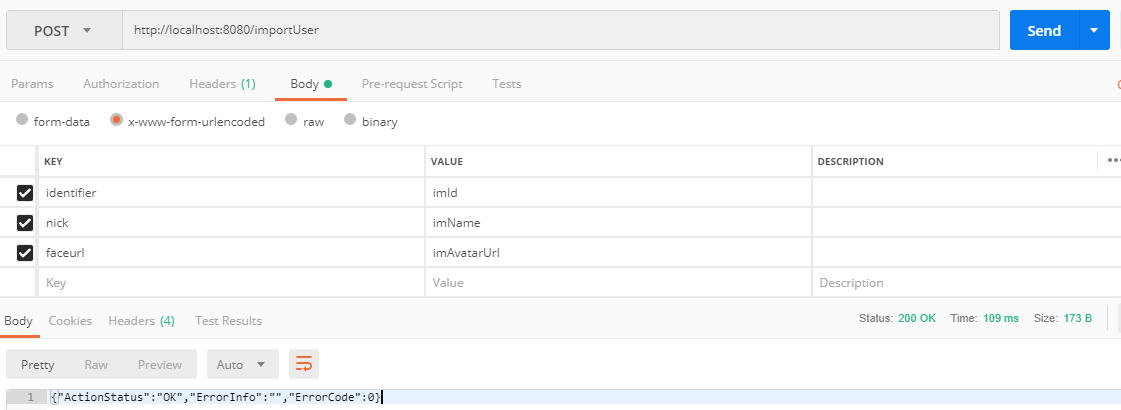 POST http://localhost:8080/importUser Send
Params Authorization Headers (1) Body Pre-request Script Tests
form-data x-www-form-urlencoded raw binary
KEY VALUE DESCRIPTION •••
identifier imId
nick imName
faceurl imAvatarUrl
Key Value Description
Body Cookies Headers (4) Test Results Status: 200 OK Time: 109 ms Size: 173 B
Pretty Raw Preview Auto
1 {"ActionStatus":"OK","ErrorInfo":"","ErrorCode":0}